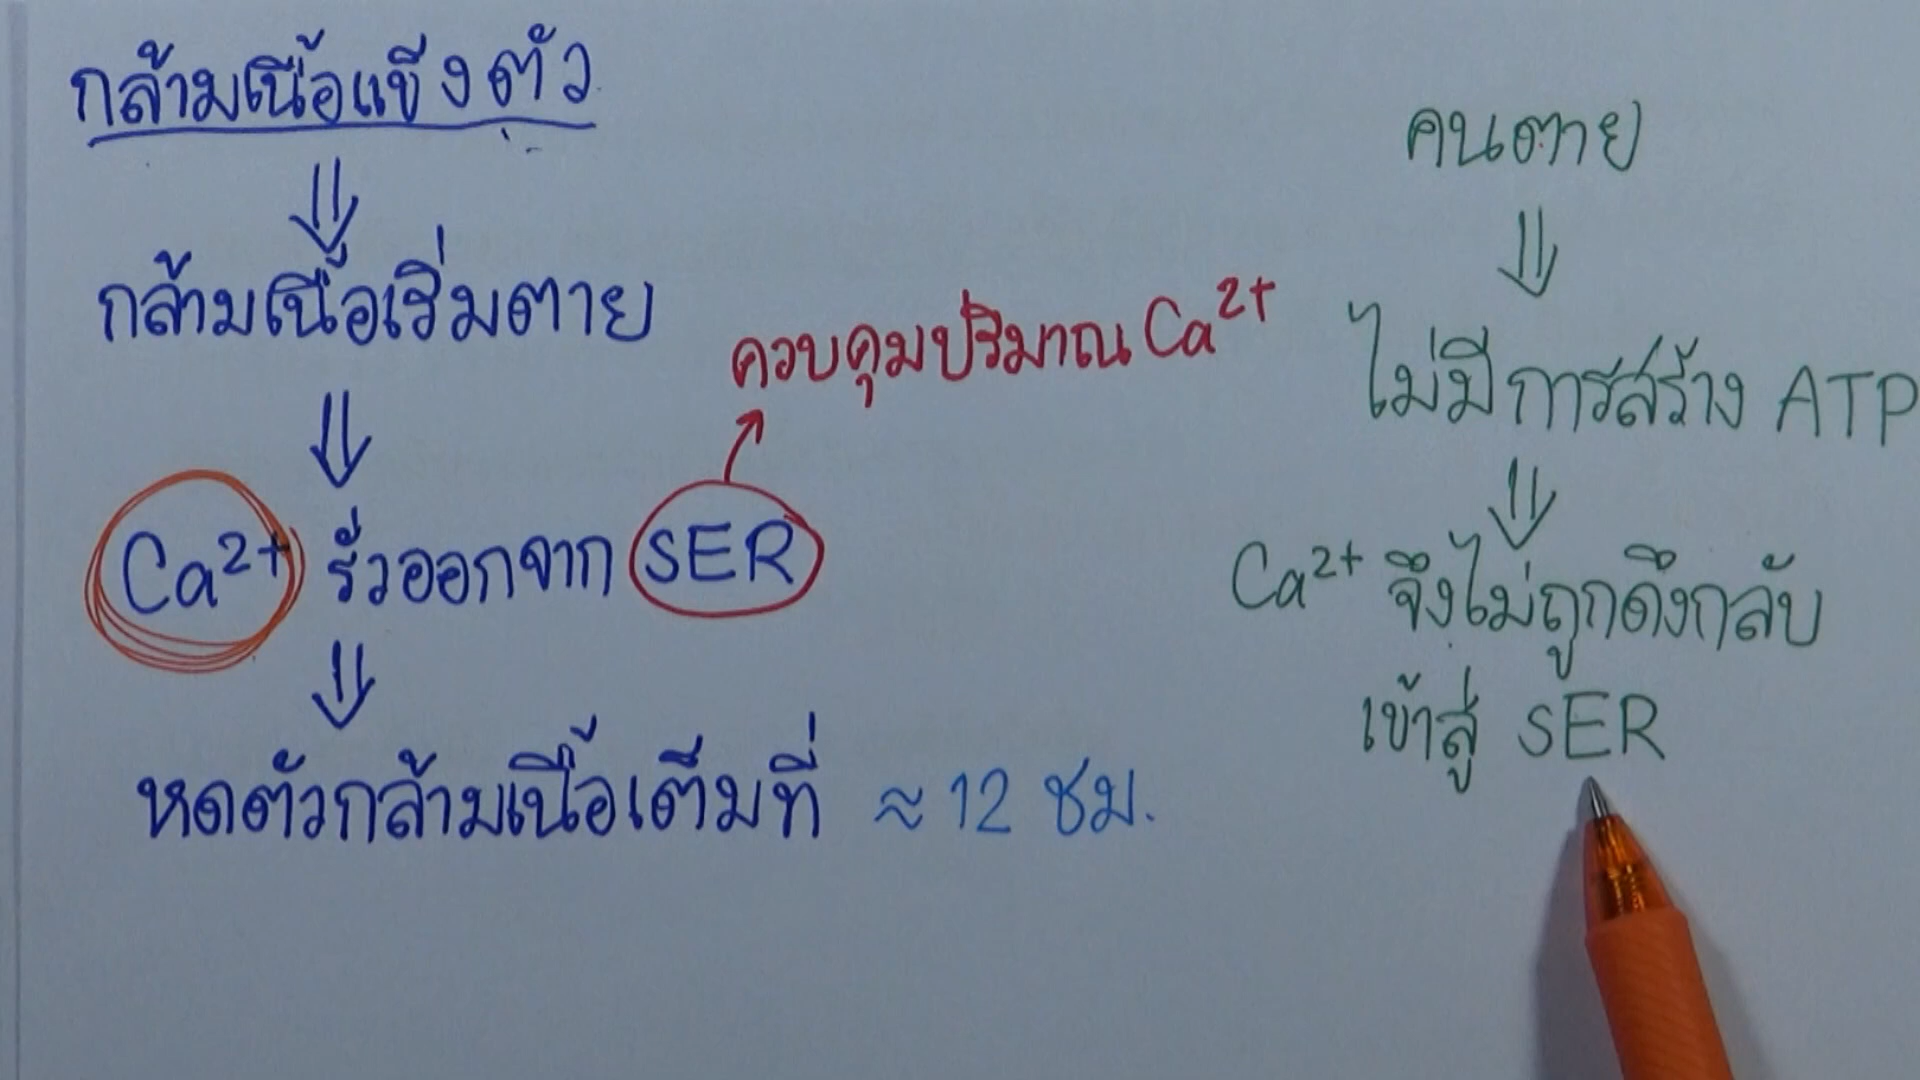 กล้ามเนื้อแข็งตัว
กล้ามเนื้อเริ่มตาย
ควบคุมปริมาณ Ca²⁺
Ca²⁺ รั่วออกจาก SER
หดตัวกล้ามเนื้อเต็มที่ ≈ 12 ชม.
คนตาย
ไม่มีการสร้าง ATP
Ca²⁺ จึงไม่ถูกดึงกลับ
เข้าสู่ SER